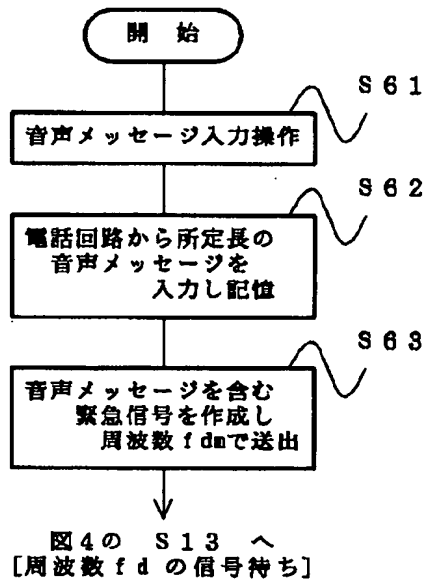 開 始
S61
音声メッセージ入力操作
S62
電話回路から所定長の
音声メッセージを
入力し記憶
S63
音声メッセージを含む
緊急信号を作成し
周波数fdmで送出
図4の S13 へ
[周波数fd の信号待ち]